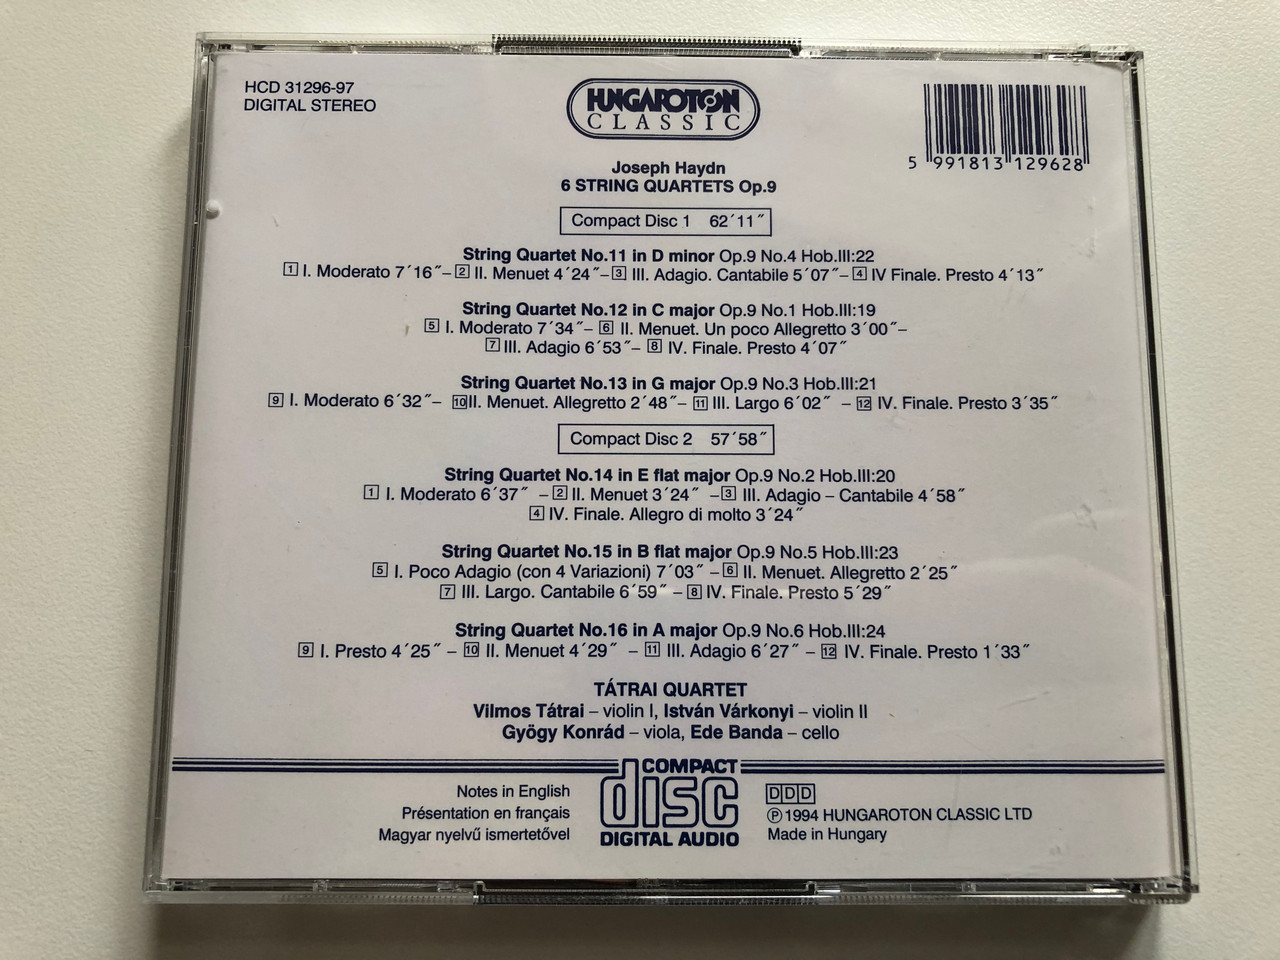 HCD 31296-97
DIGITAL STEREO
HUNGAROTON
CLASSIC
5 991813 129628
Joseph Haydn
6 STRING QUARTETS Op.9
Compact Disc 1 62´11˝
String Quartet No.11 in D minor Op.9 No.4 Hob.III:22
1 I. Moderato 7´16˝– 2 II. Menuet 4´24˝– 3 III. Adagio. Cantabile 5´07˝– 4 IV Finale. Presto 4´13˝
String Quartet No.12 in C major Op.9 No.1 Hob.III:19
5 I. Moderato 7´34˝– 6 II. Menuet. Un poco Allegretto 3´00˝–
7 III. Adagio 6´53˝– 8 IV. Finale. Presto 4´07˝
String Quartet No.13 in G major Op.9 No.3 Hob.III:21
9 I. Moderato 6´32˝– 10 II. Menuet. Allegretto 2´48˝– 11 III. Largo 6´02˝ – 12 IV. Finale. Presto 3´35˝
Compact Disc 2 57´58˝
String Quartet No.14 in E flat major Op.9 No.2 Hob.III:20
1 I. Moderato 6´37˝ – 2 II. Menuet 3´24˝ – 3 III. Adagio – Cantabile 4´58˝
4 IV. Finale. Allegro di molto 3´24˝
String Quartet No.15 in B flat major Op.9 No.5 Hob.III:23
5 I. Poco Adagio (con 4 Variazioni) 7´03˝ – 6 II. Menuet. Allegretto 2´25˝
7 III. Largo. Cantabile 6´59˝ – 8 IV. Finale. Presto 5´29˝
String Quartet No.16 in A major Op.9 No.6 Hob.III:24
9 I. Presto 4´25˝ – 10 II. Menuet 4´29˝ – 11 III. Adagio 6´27˝ – 12 IV. Finale. Presto 1´33˝
TÁTRAI QUARTET
Vilmos Tátrai – violin I, István Várkonyi – violin II
Gyögy Konrád – viola, Ede Banda – cello
Notes in English
Présentation en français
Magyar nyelvű ismertetővel
COMPACT
disc
DIGITAL AUDIO
DDD
℗ 1994 HUNGAROTON CLASSIC LTD
Made in Hungary